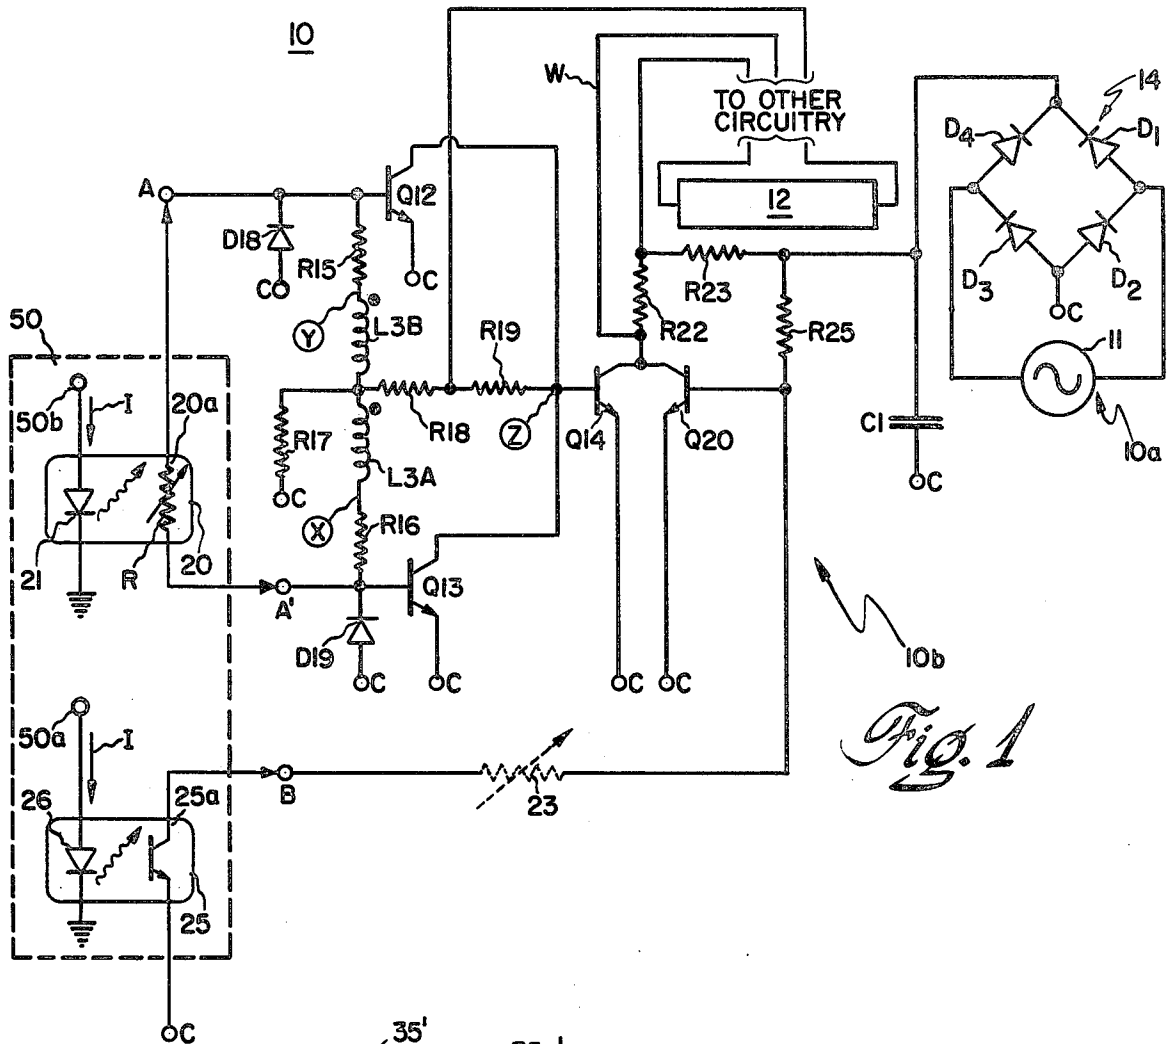 10
W
TO OTHER
CIRCUITRY
14
D4
D1
A
Q12
12
D18
R15
C
C
R23
D3
D2
C
50
Y
L3B
R22
R25
11
R19
50b
I
20a
R18
Z
Q14
Q20
C1
10a
R17
L3A
C
C
X
R16
21
R
20
A'
Q13
D19
C
C
C
C
10b
50a
I
Fig. 1
26
25a
B
23
25
C
35'